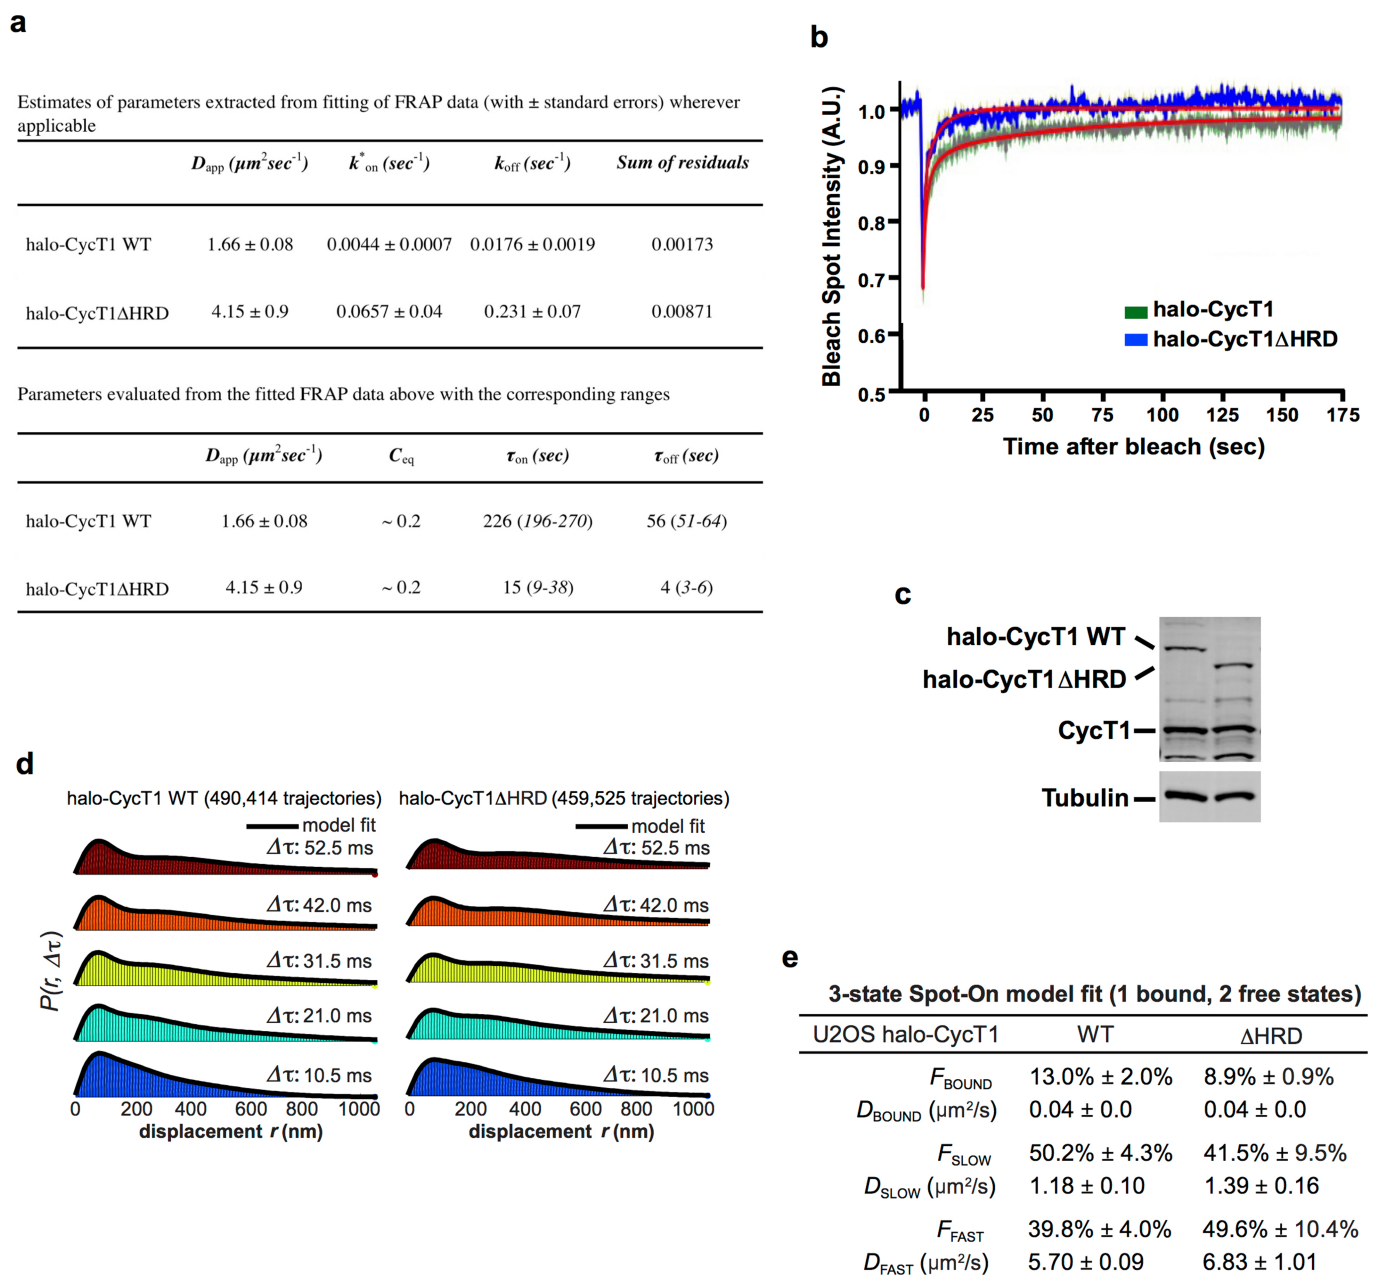 a
Estimates of parameters extracted from fitting of FRAP data (with ± standard errors) wherever
applicable
D_app (μm²sec⁻¹) k*_on (sec⁻¹) k_off (sec⁻¹) Sum of residuals
halo-CycT1 WT 1.66 ± 0.08 0.0044 ± 0.0007 0.0176 ± 0.0019 0.00173
halo-CycT1ΔHRD 4.15 ± 0.9 0.0657 ± 0.04 0.231 ± 0.07 0.00871
Parameters evaluated from the fitted FRAP data above with the corresponding ranges
D_app (μm²sec⁻¹) C_eq τ_on (sec) τ_off (sec)
halo-CycT1 WT 1.66 ± 0.08 ~ 0.2 226 (196-270) 56 (51-64)
halo-CycT1ΔHRD 4.15 ± 0.9 ~ 0.2 15 (9-38) 4 (3-6)
b
Bleach Spot Intensity (A.U.)
1.0
0.9
0.8
0.7
0.6
0.5
halo-CycT1
halo-CycT1ΔHRD
0 25 50 75 100 125 150 175
Time after bleach (sec)
c
halo-CycT1 WT
halo-CycT1ΔHRD
CycT1
Tubulin
d
halo-CycT1 WT (490,414 trajectories) halo-CycT1ΔHRD (459,525 trajectories)
model fit model fit
Δτ: 52.5 ms Δτ: 52.5 ms
Δτ: 42.0 ms Δτ: 42.0 ms
Δτ: 31.5 ms Δτ: 31.5 ms
Δτ: 21.0 ms Δτ: 21.0 ms
Δτ: 10.5 ms Δτ: 10.5 ms
P(r, Δτ)
0 200 400 600 800 1000 0 200 400 600 800 1000
displacement r (nm) displacement r (nm)
e
3-state Spot-On model fit (1 bound, 2 free states)
U2OS halo-CycT1 WT ΔHRD
F_BOUND 13.0% ± 2.0% 8.9% ± 0.9%
D_BOUND (μm²/s) 0.04 ± 0.0 0.04 ± 0.0
F_SLOW 50.2% ± 4.3% 41.5% ± 9.5%
D_SLOW (μm²/s) 1.18 ± 0.10 1.39 ± 0.16
F_FAST 39.8% ± 4.0% 49.6% ± 10.4%
D_FAST (μm²/s) 5.70 ± 0.09 6.83 ± 1.01